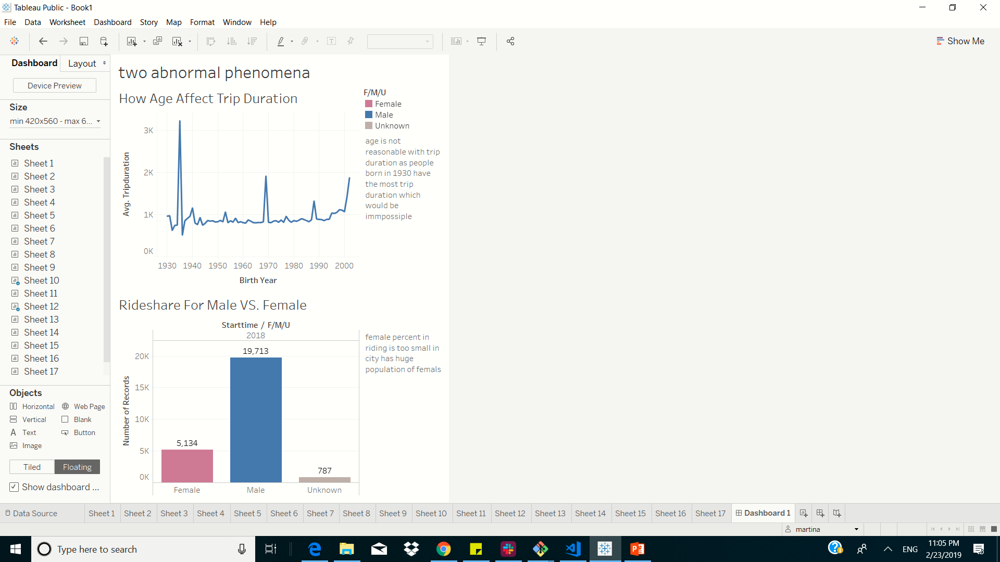 Tableau Public - Book1
File Data Worksheet Dashboard Story Map Format Window Help
Show Me
Dashboard Layout
Device Preview
Size
min 420x560 - max 6...
Sheets
Sheet 1
Sheet 2
Sheet 3
Sheet 4
Sheet 5
Sheet 6
Sheet 7
Sheet 8
Sheet 9
Sheet 10
Sheet 11
Sheet 12
Sheet 13
Sheet 14
Sheet 15
Sheet 16
Sheet 17
Objects
Horizontal Web Page
Vertical Blank
A Text Button
Image
Tiled Floating
Show dashboard ...
two abnormal phenomena
How Age Affect Trip Duration
3K
2K
1K
0K
Avg. Tripduration
1930 1940 1950 1960 1970 1980 1990 2000
Birth Year
F/M/U
Female
Male
Unknown
age is not
reasonable with trip
duration as people
born in 1930 have
the most trip
duration which
would be
immpossiple
Rideshare For Male VS. Female
Starttime / F/M/U
2018
20K
15K
10K
5K
0K
Number of Records
5,134
19,713
787
Female Male Unknown
female percent in
riding is too small in
city has huge
population of femals
Data Source Sheet 1 Sheet 2 Sheet 3 Sheet 4 Sheet 5 Sheet 6 Sheet 7 Sheet 8 Sheet 9 Sheet 10 Sheet 11 Sheet 12 Sheet 13 Sheet 14 Sheet 15 Sheet 16 Sheet 17 Dashboard 1
martina
Type here to search
ENG
11:05 PM
2/23/2019